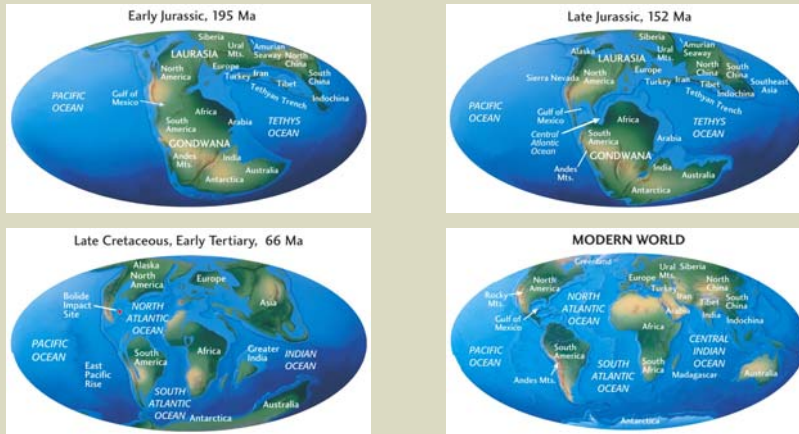 Early Jurassic, 195 Ma
Siberia
LAURASIA
Ural
Mts.
Amurian
Seaway
North
China
North
America
Europe
Turkey
Iran
Tibet
South
China
Gulf of
Mexico
Tethyan Trench
Indochina
PACIFIC
OCEAN
Africa
Arabia
TETHYS
OCEAN
South
America
GONDWANA
Andes
Mts.
India
Australia
Antarctica
Late Jurassic, 152 Ma
Siberia
Alaska
LAURASIA
Ural
Mts.
Amurian
Seaway
Sierra Nevada
North
America
Europe
Turkey
Iran
North
China
Tibet
South
China
Indochina
Southeast
Asia
Tethyan Trench
PACIFIC
OCEAN
Gulf of
Mexico
Central
Atlantic
Ocean
Africa
Arabia
TETHYS
OCEAN
South
America
GONDWANA
Andes
Mts.
India
Australia
Antarctica
Late Cretaceous, Early Tertiary, 66 Ma
Alaska
North
America
Europe
Asia
Bolide
Impact
Site
NORTH
ATLANTIC
OCEAN
PACIFIC
OCEAN
East
Pacific
Rise
South
America
Africa
Greater
India
INDIAN
OCEAN
SOUTH
ATLANTIC
OCEAN
Australia
Antarctica
MODERN WORLD
Greenland
North
America
Rocky
Mts.
Europe
Ural
Mts.
Siberia
Turkey
Iran
North
China
Tibet
South
China
Arabia
India
Indochina
Gulf of
Mexico
NORTH
ATLANTIC
OCEAN
PACIFIC
OCEAN
Africa
South
America
CENTRAL
INDIAN
OCEAN
SOUTH
ATLANTIC
OCEAN
South
Africa
Madagascar
Australia
Andes Mts.
Antarctica